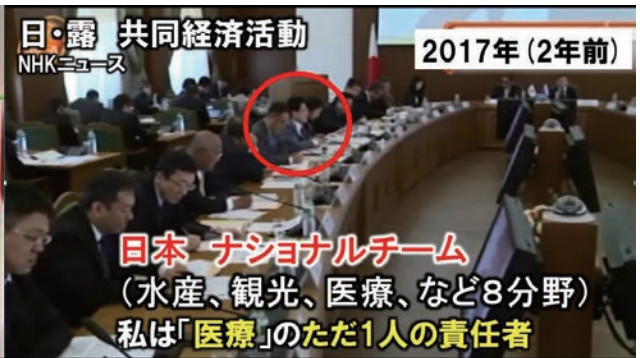 日・露 共同経済活動
NHKニュース
2017年(2年前)
日本 ナショナルチーム
(水産、観光、医療、など8分野)
私は「医療」のただ1人の責任者